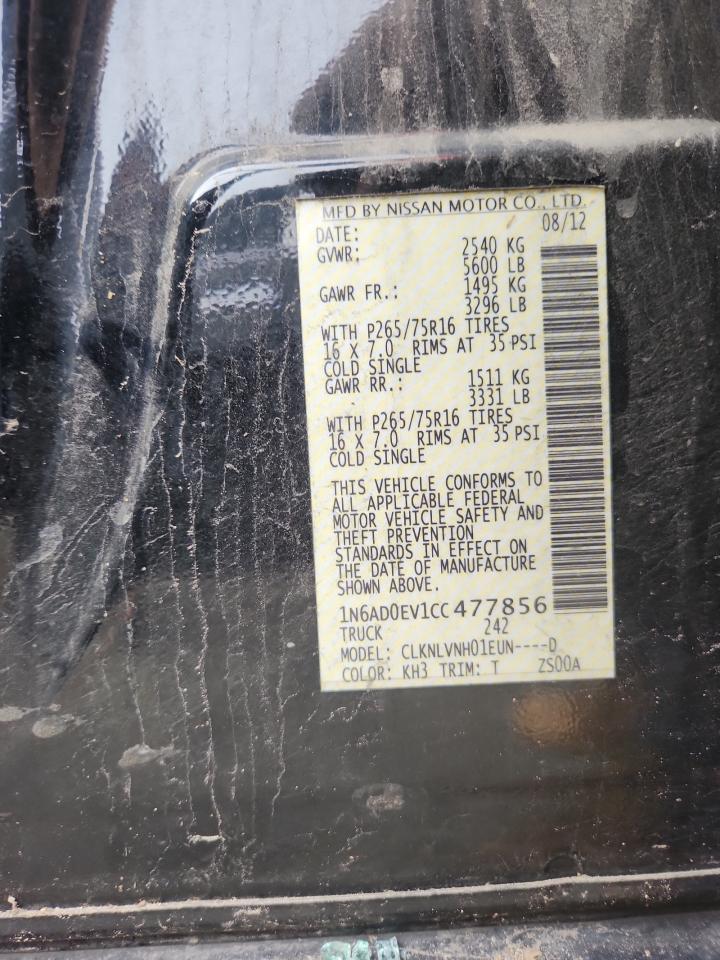 MFD BY NISSAN MOTOR CO., LTD.
DATE: 08/12
GVWR: 2540 KG
5600 LB
GAWR FR.: 1495 KG
3296 LB
WITH P265/75R16 TIRES
16 X 7.0 RIMS AT 35 PSI
COLD SINGLE
GAWR RR.: 1511 KG
3331 LB
WITH P265/75R16 TIRES
16 X 7.0 RIMS AT 35 PSI
COLD SINGLE
THIS VEHICLE CONFORMS TO
ALL APPLICABLE FEDERAL
MOTOR VEHICLE SAFETY AND
THEFT PREVENTION
STANDARDS IN EFFECT ON
THE DATE OF MANUFACTURE
SHOWN ABOVE.
1N6AD0EV1CC477856
TRUCK 242
MODEL: CLKNLVNH01EUN----D
COLOR: KH3 TRIM: T ZS00A